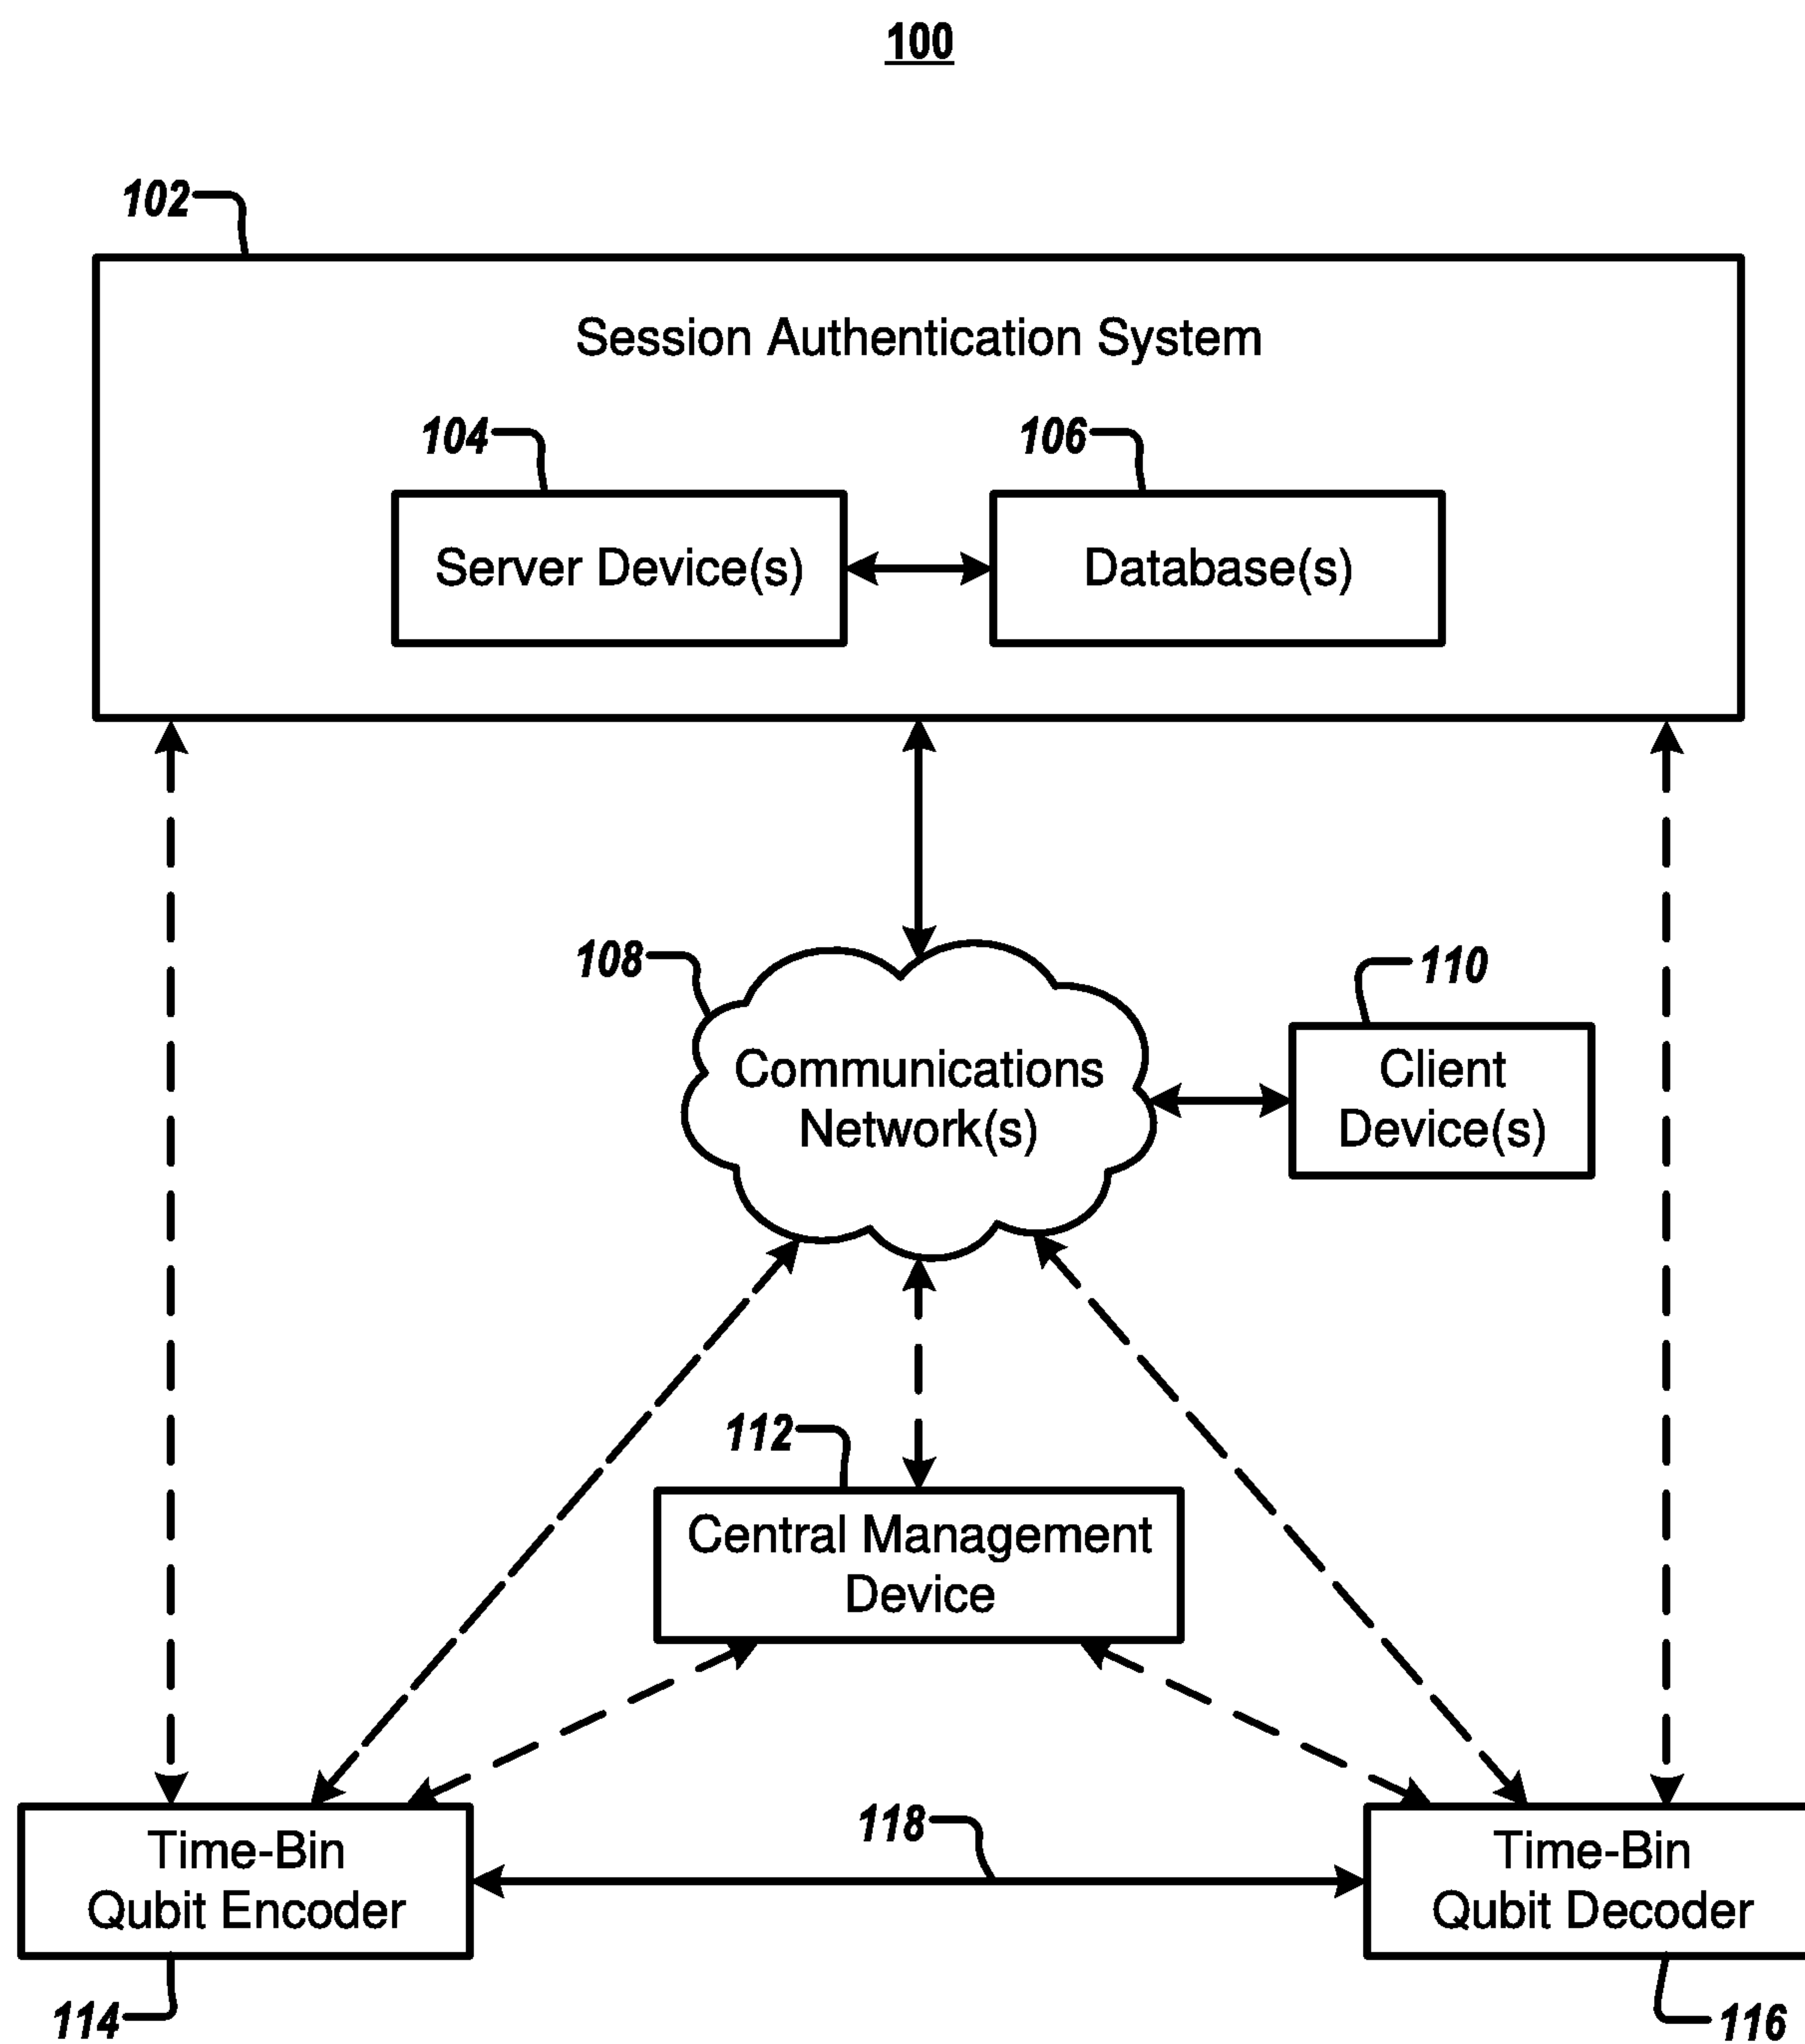 100
102
Session Authentication System
104
106
Server Device(s)
Database(s)
108
110
Communications
Network(s)
Client
Device(s)
112
Central Management
Device
118
Time-Bin
Qubit Encoder
Time-Bin
Qubit Decoder
114
116